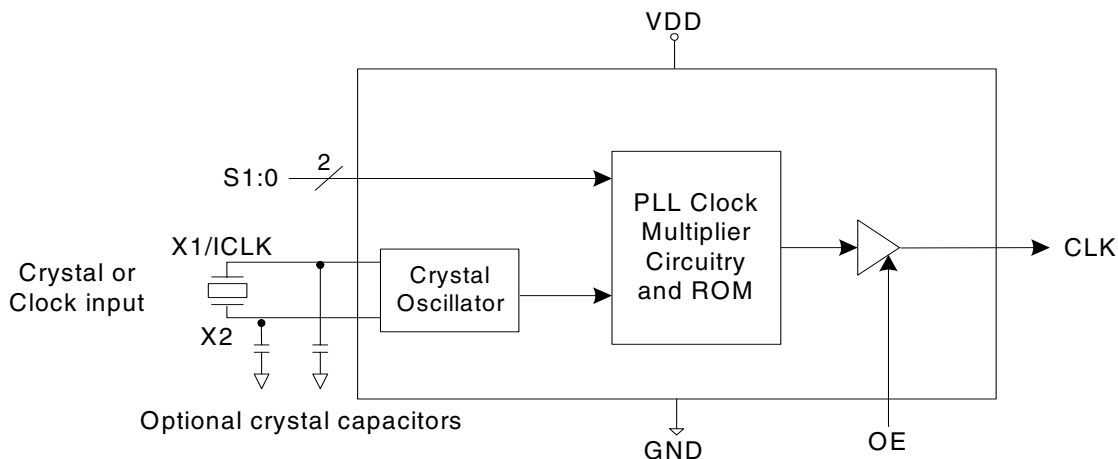 VDD
2
S1:0
PLL Clock
Multiplier
Circuitry
and ROM
X1/ICLK
CLK
Crystal or
Clock input
Crystal
Oscillator
X2
Optional crystal capacitors
GND
OE